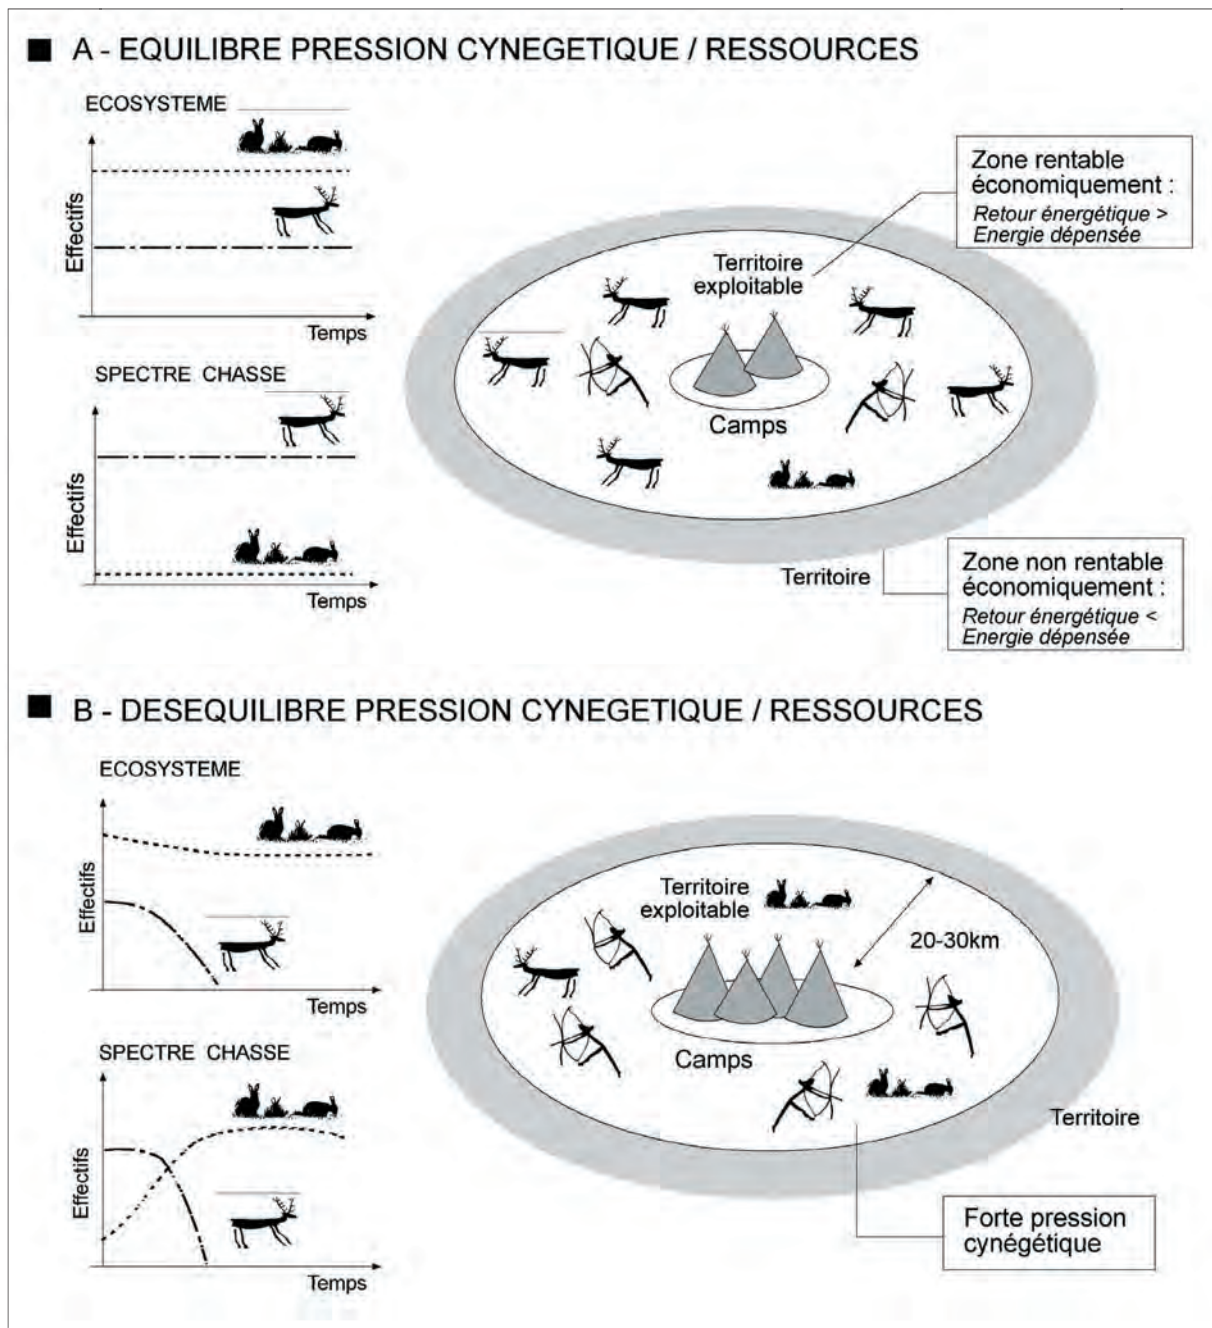 A - EQUILIBRE PRESSION CYNEGETIQUE / RESSOURCES
ECOSYSTEME
Effectifs
Temps
SPECTRE CHASSE
Effectifs
Temps
Zone rentable
économiquement :
Retour énergétique >
Energie dépensée
Territoire
exploitable
Camps
Territoire
Zone non rentable
économiquement :
Retour énergétique <
Energie dépensée
B - DESEQUILIBRE PRESSION CYNEGETIQUE / RESSOURCES
ECOSYSTEME
Effectifs
Temps
SPECTRE CHASSE
Effectifs
Temps
Territoire
exploitable
20-30km
Camps
Territoire
Forte pression
cynégétique